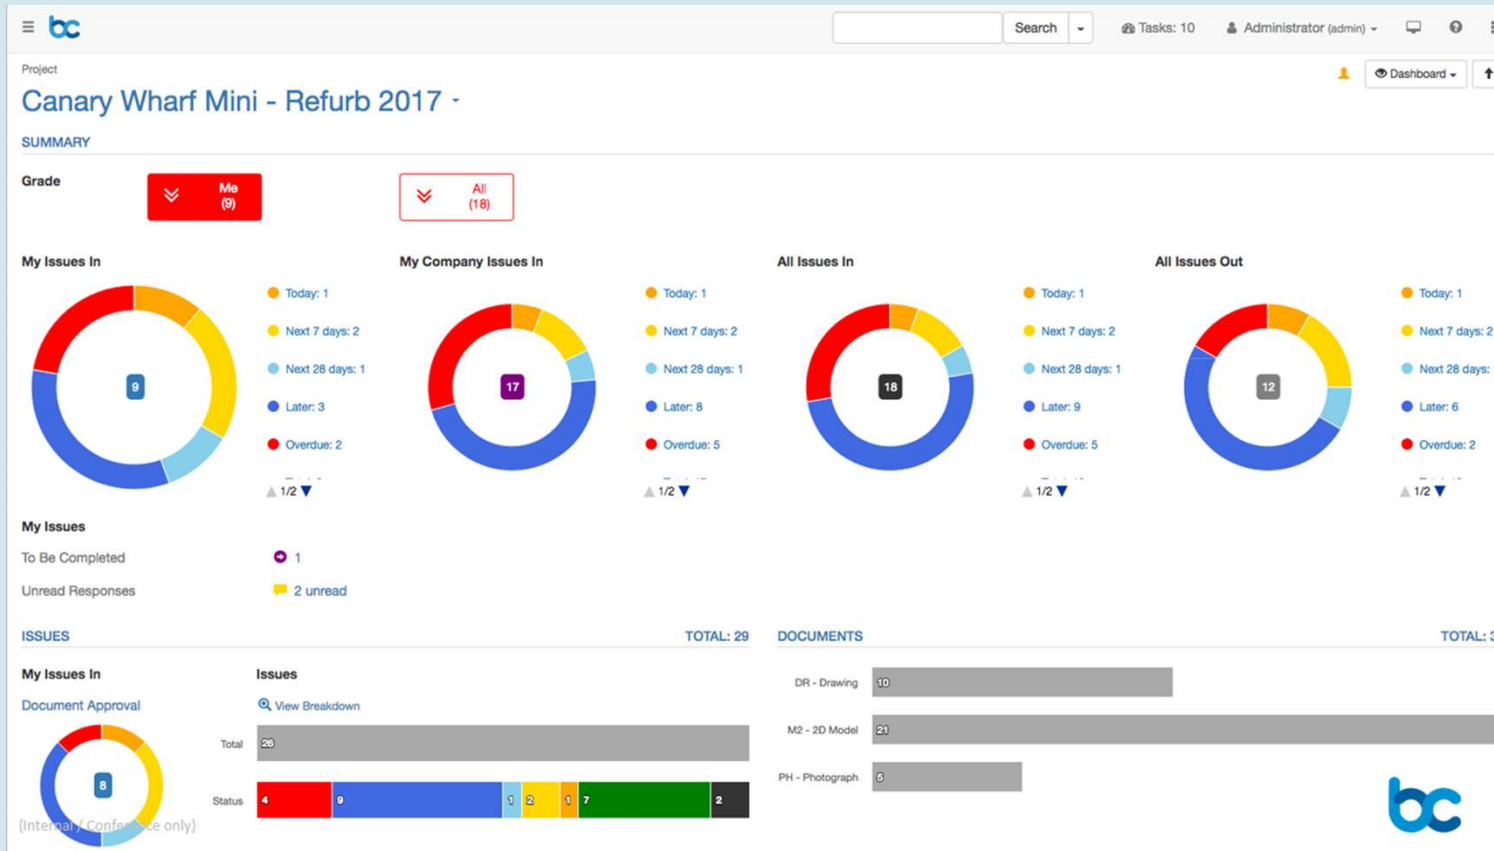 bc
Search
Tasks: 10
Administrator (admin)
Project
Dashboard
Canary Wharf Mini - Refurb 2017
SUMMARY
Grade
Me
(9)
All
(18)
My Issues In
9
Today: 1
Next 7 days: 2
Next 28 days: 1
Later: 3
Overdue: 2
1/2
My Company Issues In
17
Today: 1
Next 7 days: 2
Next 28 days: 1
Later: 8
Overdue: 5
1/2
All Issues In
18
Today: 1
Next 7 days: 2
Next 28 days: 1
Later: 9
Overdue: 5
1/2
All Issues Out
12
Today: 1
Next 7 days: 2
Next 28 days:
Later: 6
Overdue: 2
1/2
My Issues
To Be Completed 1
Unread Responses 2 unread
ISSUES TOTAL: 29
My Issues In
Document Approval
8
Issues
View Breakdown
Total 26
Status 4 9 1 2 1 7 2
DOCUMENTS TOTAL:
DR - Drawing 10
M2 - 2D Model 21
PH - Photograph 5
{Internal / Conference only}
bc